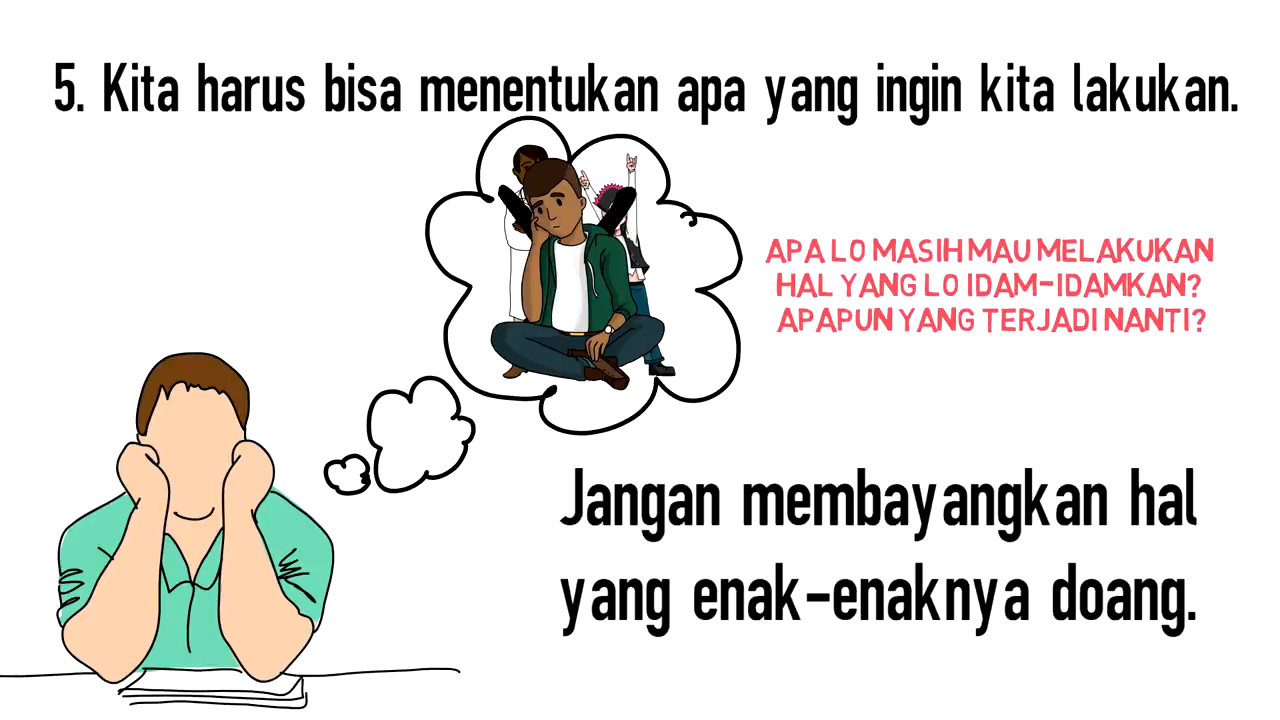 5. Kita harus bisa menentukan apa yang ingin kita lakukan.
APA LO MASIH MAU MELAKUKAN
HAL YANG LO IDAM-IDAMKAN?
APAPUN YANG TERJADI NANTI?
Jangan membayangkan hal
yang enak-enaknya doang.